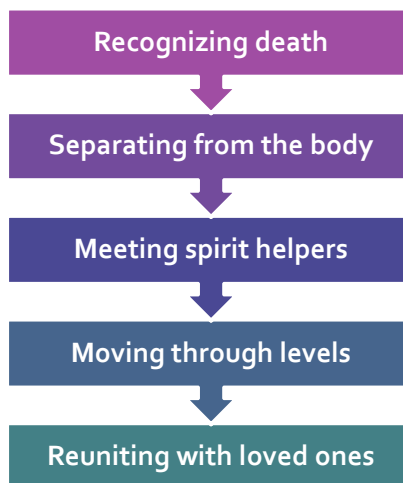 Recognizing death
Separating from the body
Meeting spirit helpers
Moving through levels
Reuniting with loved ones